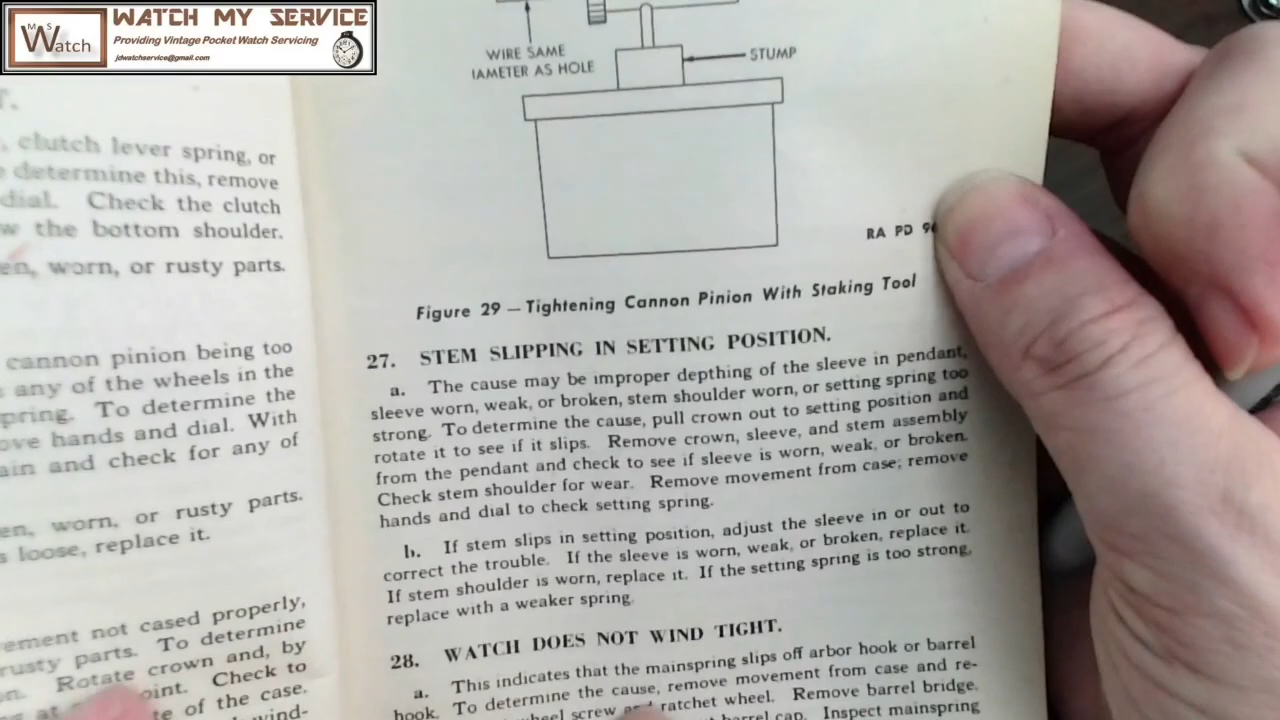 WATCH MY SERVICE
M S
Watch
Providing Vintage Pocket Watch Servicing
jdwatchservice@gmail.com
T.
, clutch lever spring, or
determine this, remove
dial. Check the clutch
the bottom shoulder.
worn, or rusty parts.
cannon pinion being too
any of the wheels in the
To determine the
hands and dial. With
and check for any of
worn, or rusty parts.
loose, replace it.
not cased properly,
rusty parts. To determine
Rotate crown and, by
Check to
of the case.
WIRE SAME
IAMETER AS HOLE
STUMP
RA PD
Figure 29 — Tightening Cannon Pinion With Staking Tool
27. STEM SLIPPING IN SETTING POSITION.
a. The cause may be improper depthing of the sleeve in pendant,
sleeve worn, weak, or broken, stem shoulder worn, or setting spring too
strong. To determine the cause, pull crown out to setting position and
rotate it to see if it slips. Remove crown, sleeve, and stem assembly
from the pendant and check to see if sleeve is worn, weak, or broken.
Check stem shoulder for wear. Remove movement from case; remove
hands and dial to check setting spring.
b. If stem slips in setting position, adjust the sleeve in or out to
correct the trouble. If the sleeve is worn, weak, or broken, replace it.
If stem shoulder is worn, replace it. If the setting spring is too strong,
replace with a weaker spring.
28. WATCH DOES NOT WIND TIGHT.
a. This indicates that the mainspring slips off arbor hook or barrel
hook. To determine the cause, remove movement from case and re-
wheel screw and ratchet wheel. Remove barrel bridge,
barrel cap. Inspect mainspring